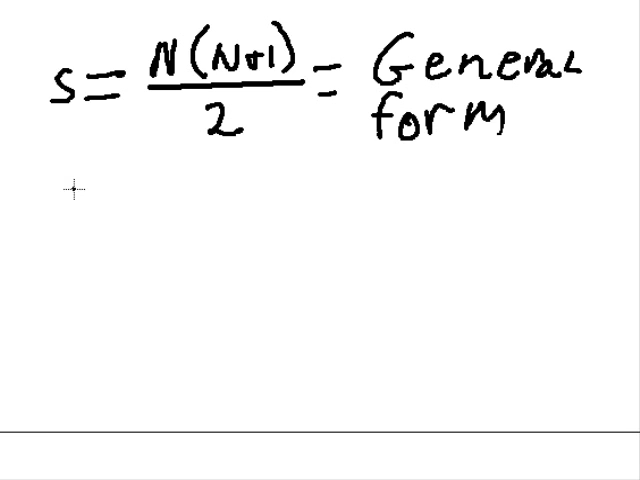 S = N(N+1)/2 = General
form